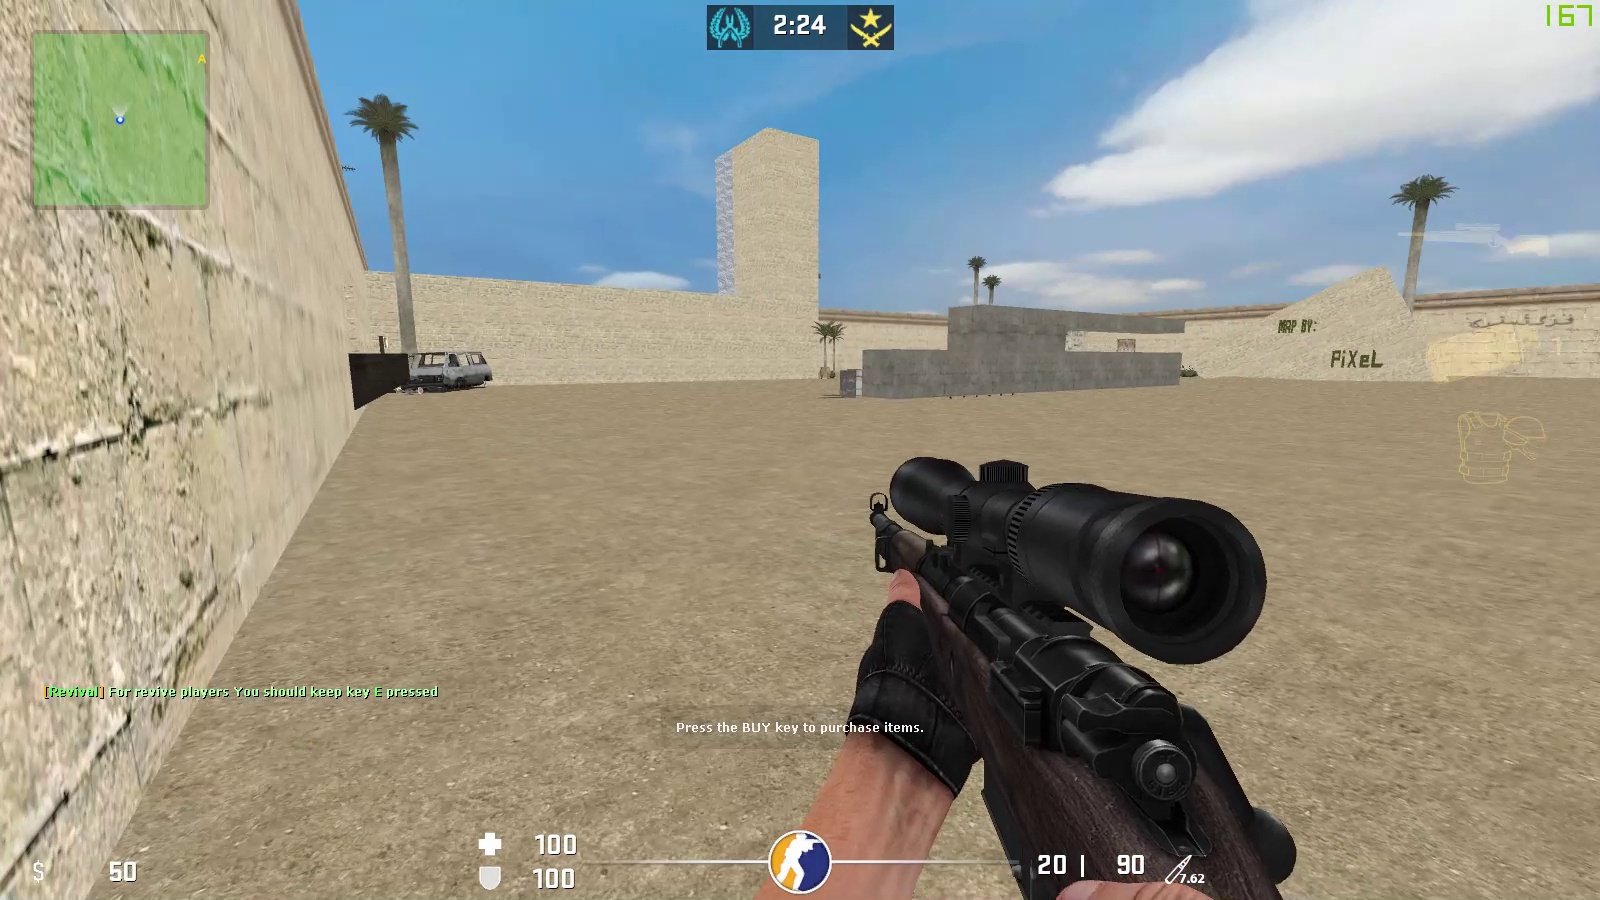 2:24
167
A
MAP BY:
PiXeL
[Revival] For revive players You should keep key E pressed
Press the BUY key to purchase items.
$ 50
100
100
20 | 90
7.62